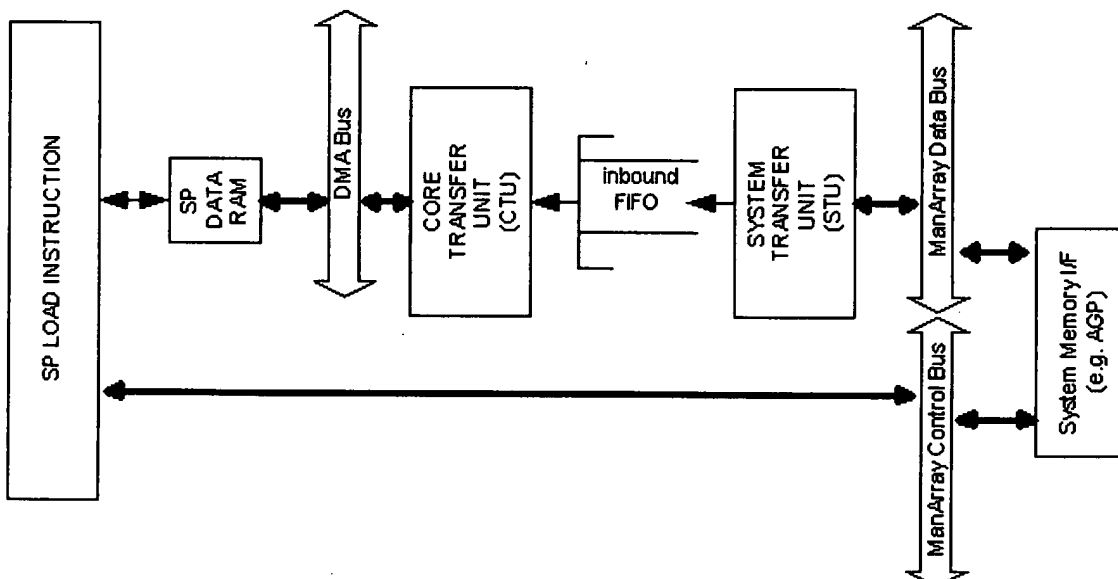 SP LOAD INSTRUCTION
SP
DATA
RAM
DMA Bus
CORE
TRANSFER
UNIT
(CTU)
inbound
FIFO
SYSTEM
TRANSFER
UNIT
(STU)
ManArray Data Bus
ManArray Control Bus
System Memory I/F
(e.g. AGP)